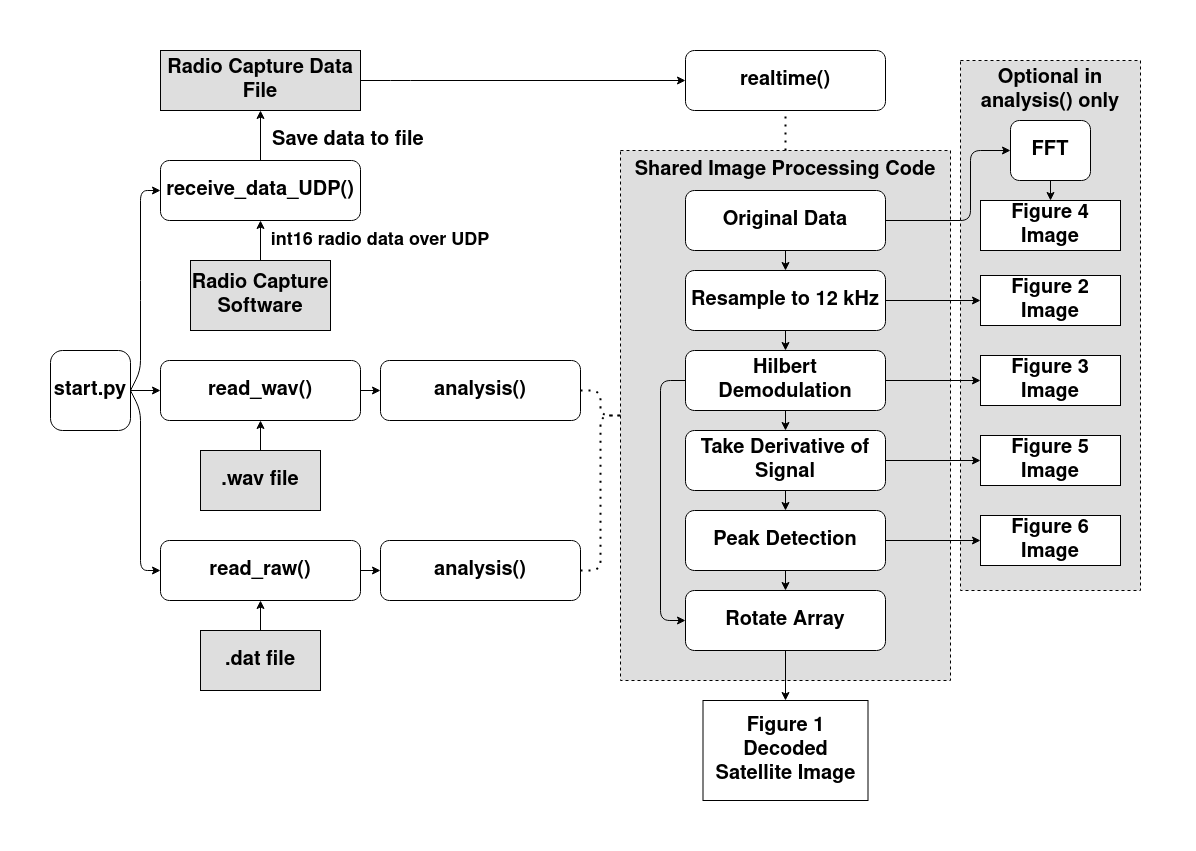 Radio Capture Data
File
realtime()
Optional in
analysis() only
Save data to file
FFT
receive_data_UDP()
Shared Image Processing Code
Original Data
Figure 4
Image
int16 radio data over UDP
Radio Capture
Software
Resample to 12 kHz
Figure 2
Image
start.py
read_wav()
analysis()
Hilbert
Demodulation
Figure 3
Image
.wav file
Take Derivative of
Signal
Figure 5
Image
Peak Detection
Figure 6
Image
read_raw()
analysis()
Rotate Array
.dat file
Figure 1
Decoded
Satellite Image